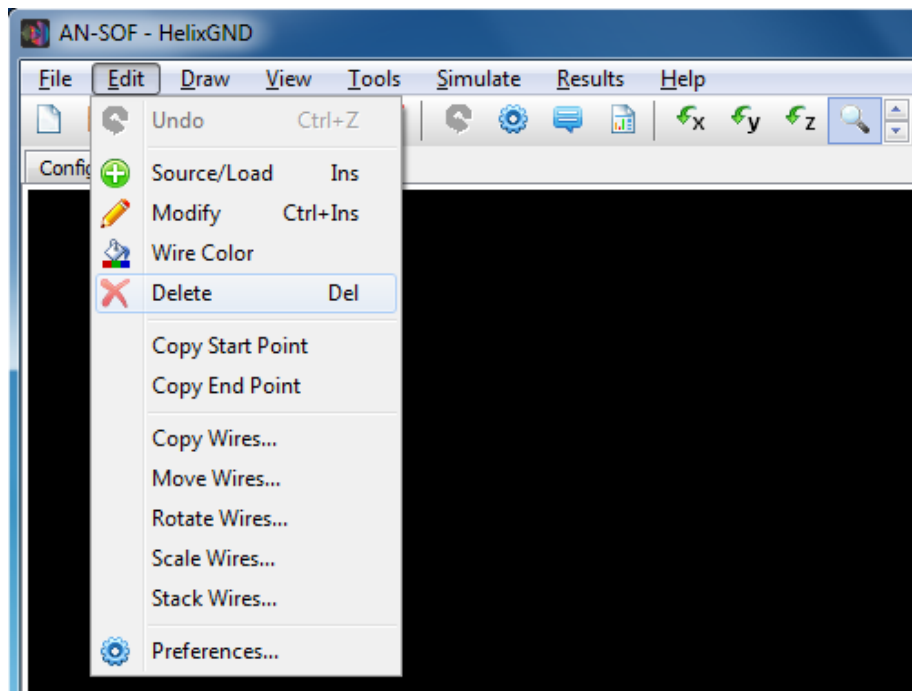 AN-SOF - HelixGND
File Edit Draw View Tools Simulate Results Help
x y z
Undo Ctrl+Z
Source/Load Ins
Modify Ctrl+Ins
Wire Color
Delete Del
Copy Start Point
Copy End Point
Copy Wires...
Move Wires...
Rotate Wires...
Scale Wires...
Stack Wires...
Preferences...